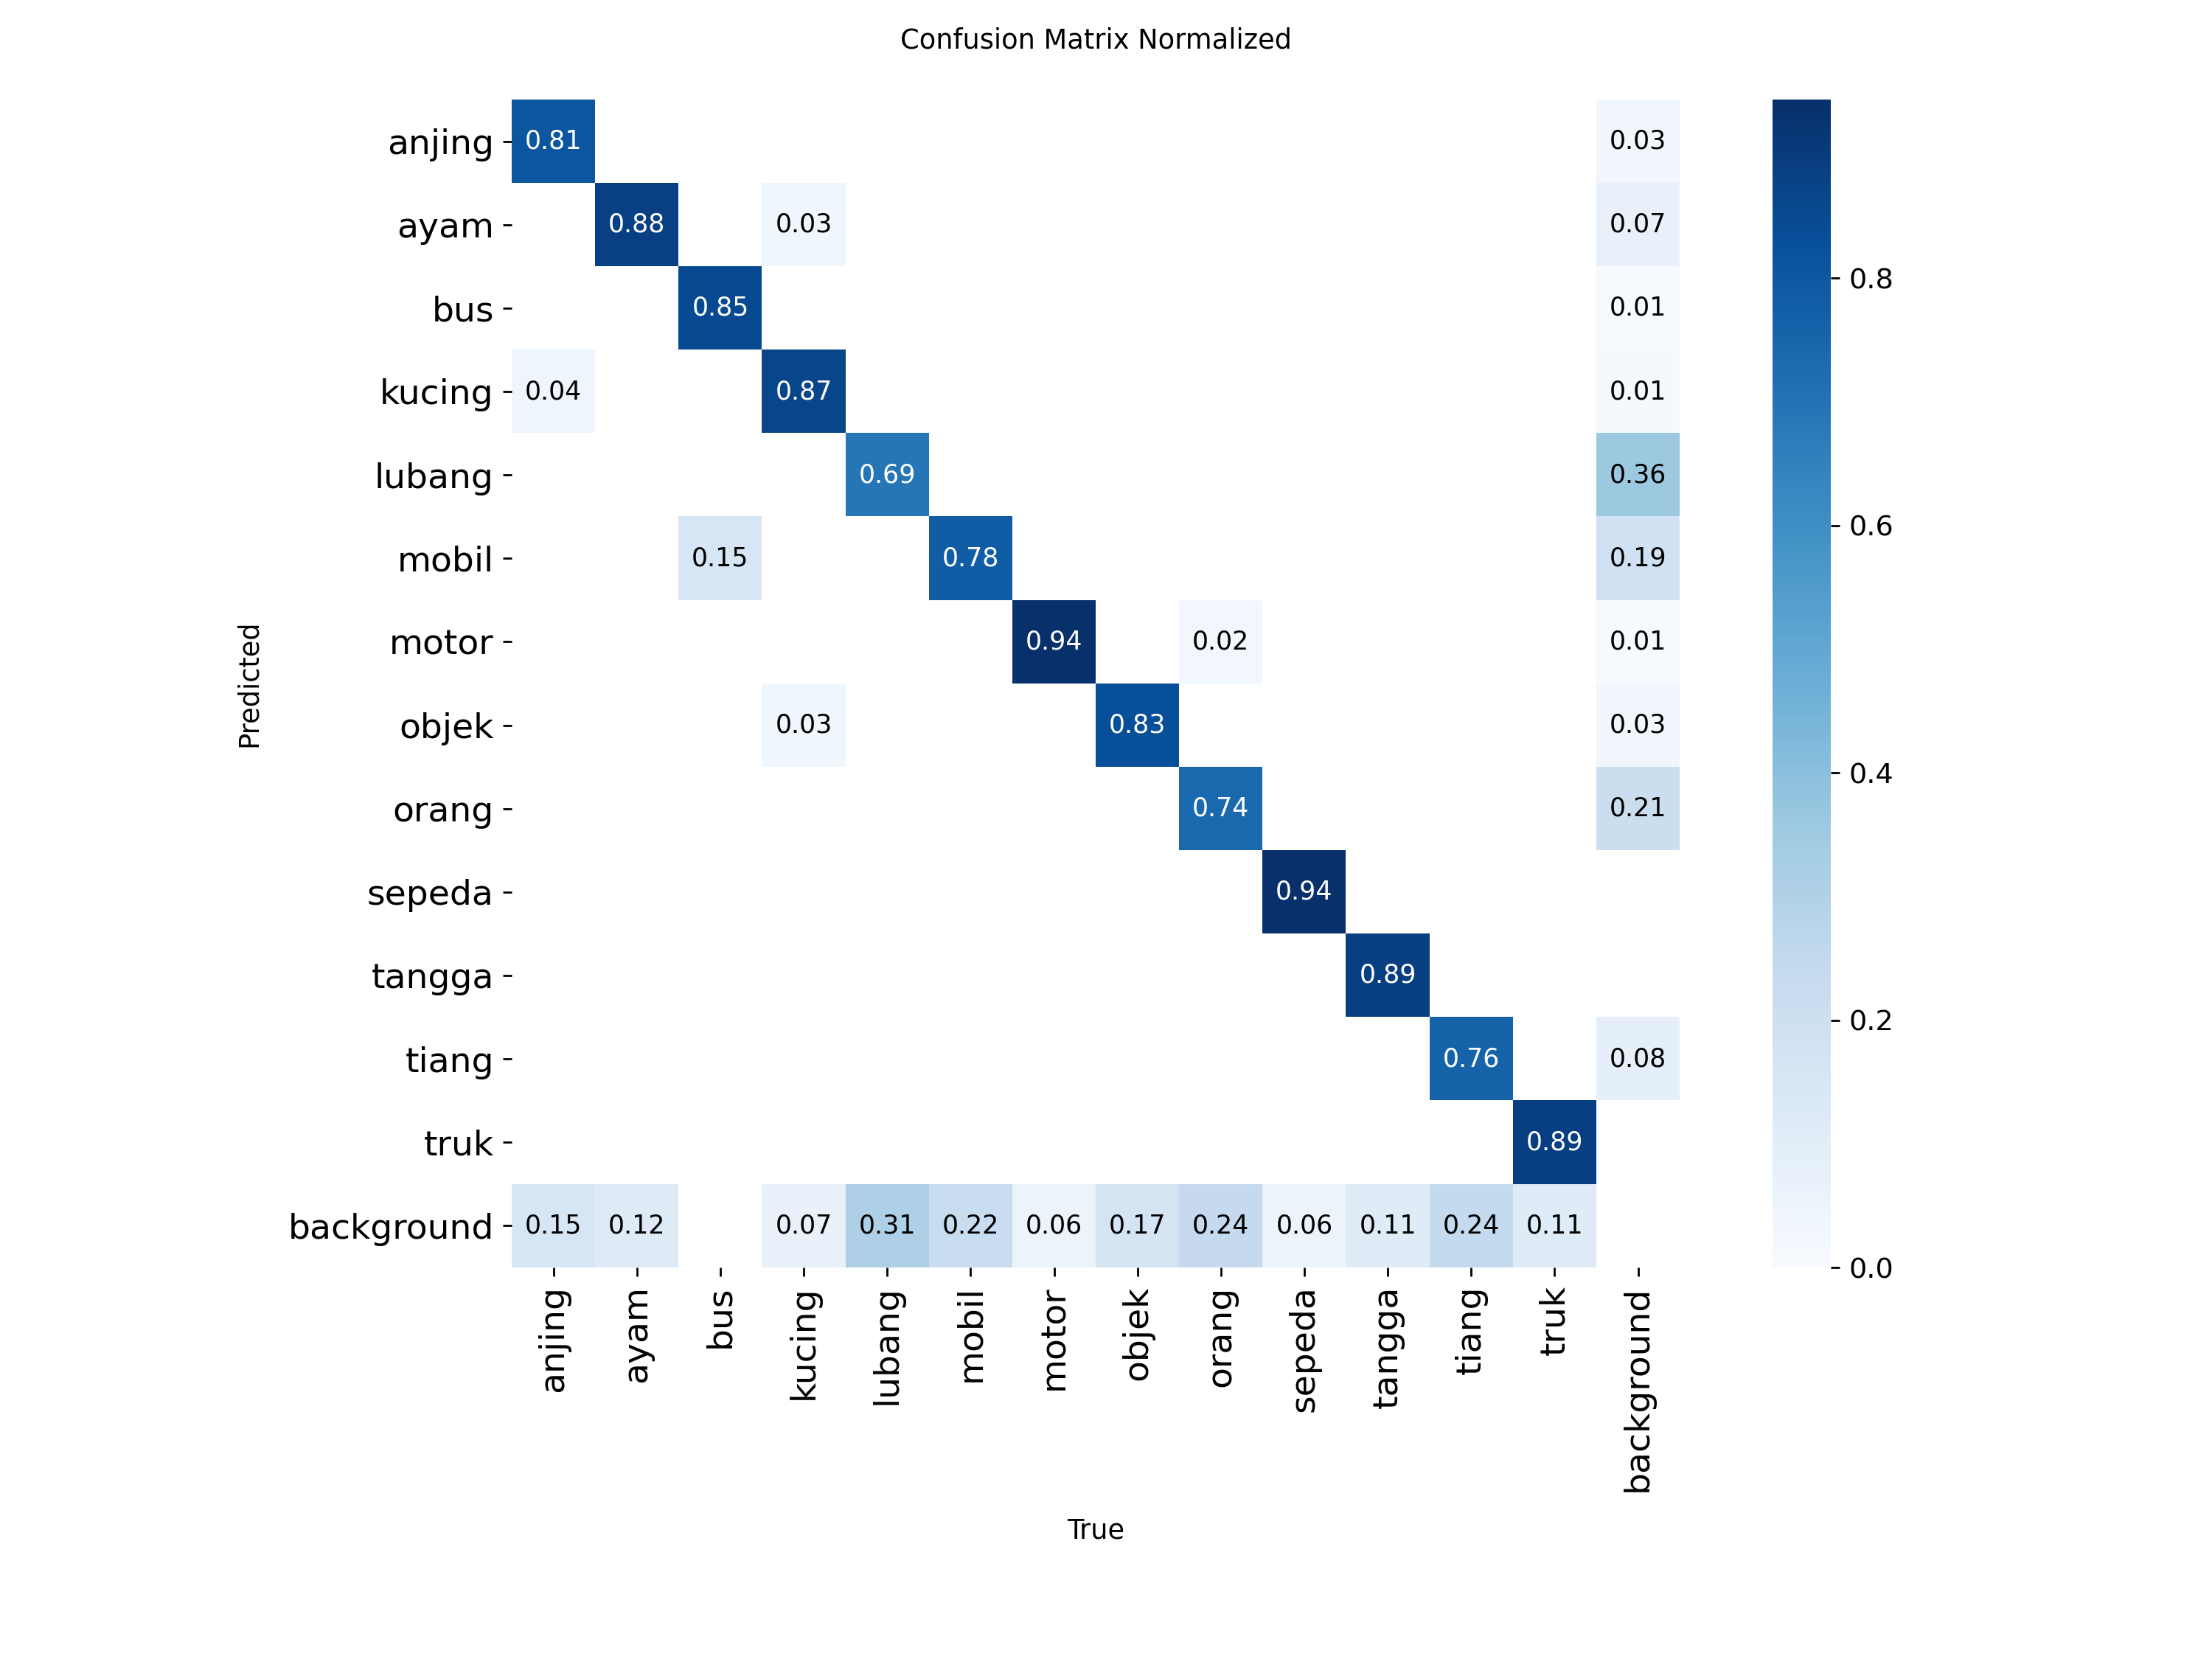 Confusion Matrix Normalized
anjing 0.81 0.03
ayam 0.88 0.03 0.07
bus 0.85 0.01
kucing 0.04 0.87 0.01
lubang 0.69 0.36
mobil 0.15 0.78 0.19
motor 0.94 0.02 0.01
objek 0.03 0.83 0.03
orang 0.74 0.21
sepeda 0.94
tangga 0.89
tiang 0.76 0.08
truk 0.89
background 0.15 0.12 0.07 0.31 0.22 0.06 0.17 0.24 0.06 0.11 0.24 0.11
anjing ayam bus kucing lubang mobil motor objek orang sepeda tangga tiang truk background
Predicted
True
0.8
0.6
0.4
0.2
0.0